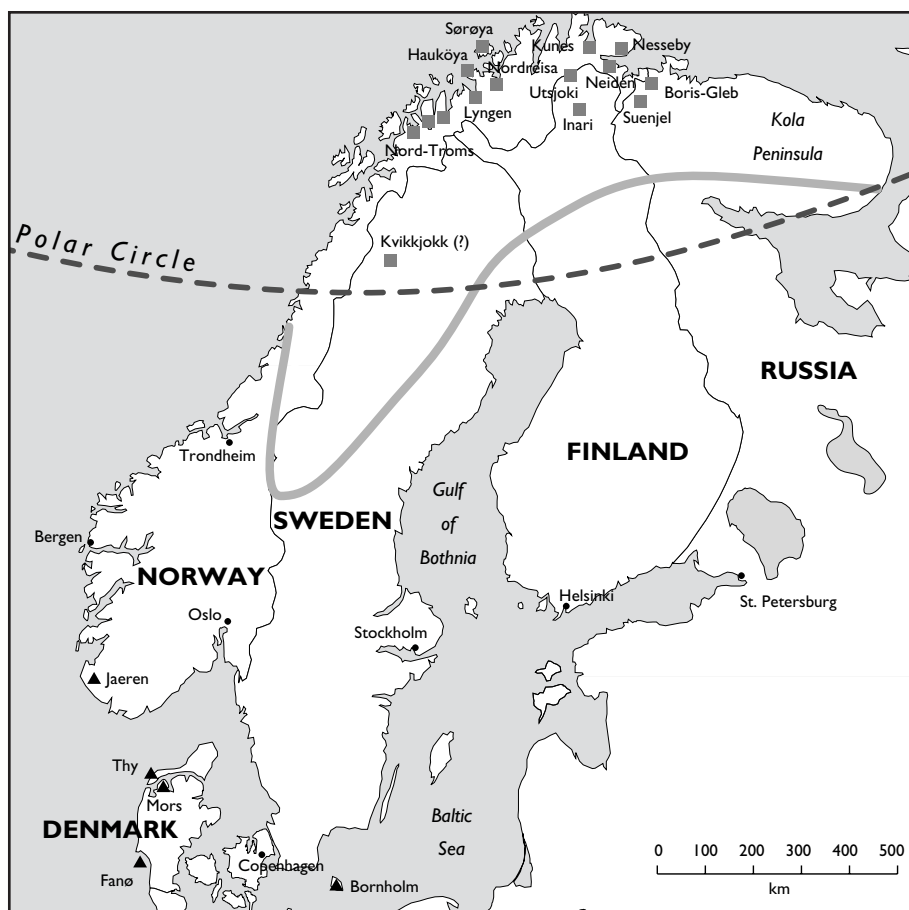 Sørøya
Kunes
Nesseby
Hauköya
Nordreisa
Neiden
Utsjoki
Boris-Gleb
Lyngen
Inari
Suenjel
Kola
Peninsula
Nord-Troms
Polar Circle
Kvikkjokk (?)
RUSSIA
Trondheim
FINLAND
Gulf
of
Bothnia
SWEDEN
Bergen
NORWAY
Helsinki
St. Petersburg
Oslo
Stockholm
Jaeren
Thy
Mors
DENMARK
Baltic
Sea
Copenhagen
Fanø
Bornholm
0 100 200 300 400 500
km